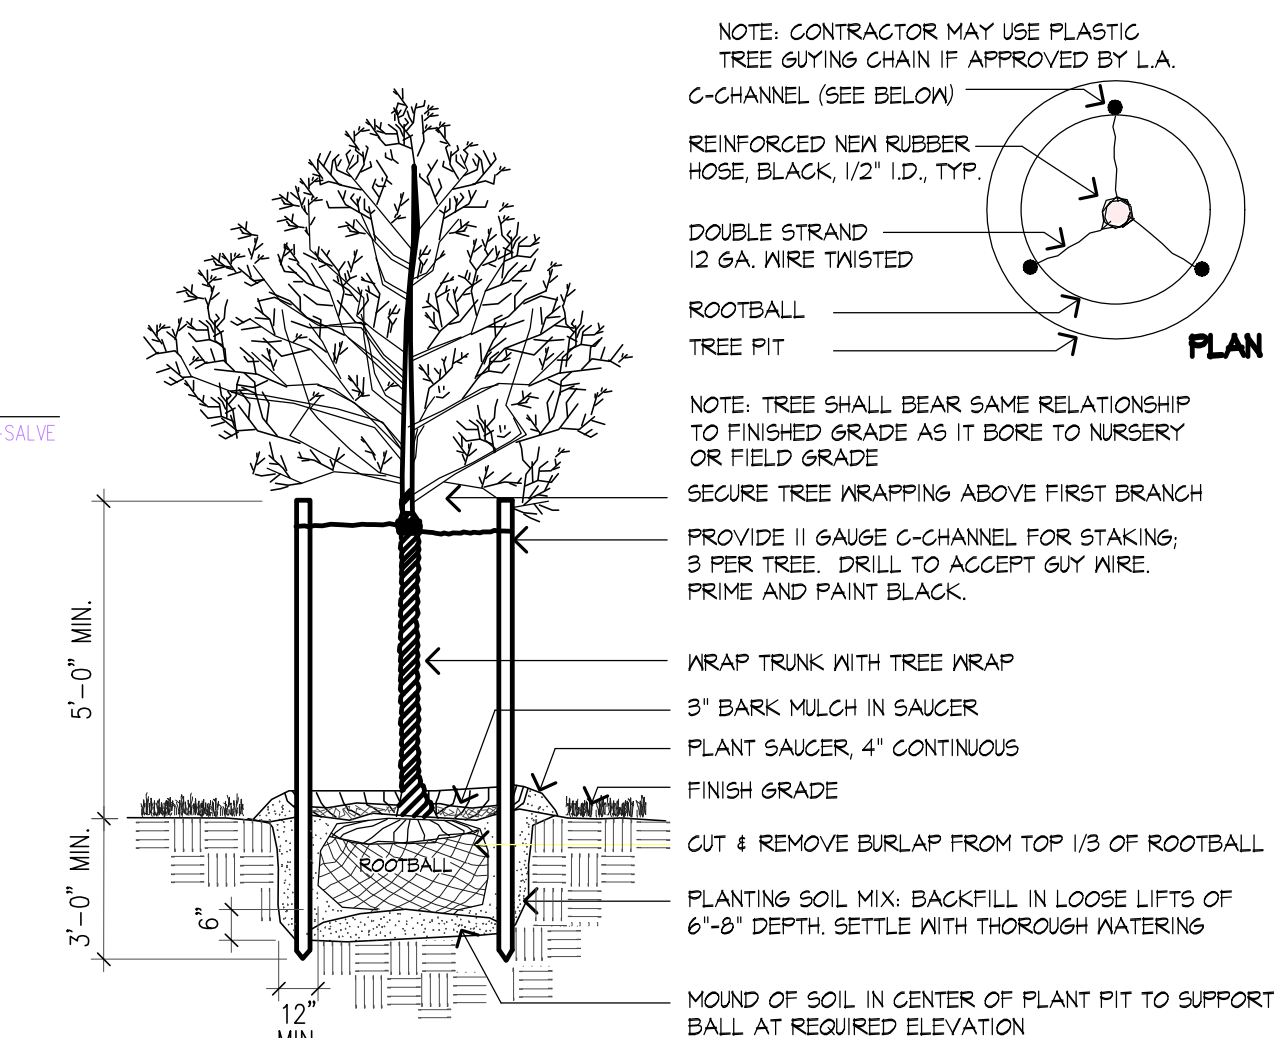 NOTE: CONTRACTOR MAY USE PLASTIC
TREE GUYING CHAIN IF APPROVED BY L.A.
C-CHANNEL (SEE BELOW)
REINFORCED NEW RUBBER
HOSE, BLACK, 1/2" I.D., TYP.
DOUBLE STRAND
12 GA. WIRE TWISTED
ROOTBALL
TREE PIT
PLAN
NOTE: TREE SHALL BEAR SAME RELATIONSHIP
TO FINISHED GRADE AS IT BORE TO NURSERY
OR FIELD GRADE
-SALVE
SECURE TREE WRAPPING ABOVE FIRST BRANCH
PROVIDE 11 GAUGE C-CHANNEL FOR STAKING;
3 PER TREE. DRILL TO ACCEPT GUY WIRE.
PRIME AND PAINT BLACK.
5'-0" MIN.
WRAP TRUNK WITH TREE WRAP
3" BARK MULCH IN SAUCER
PLANT SAUCER, 4" CONTINUOUS
FINISH GRADE
CUT & REMOVE BURLAP FROM TOP 1/3 OF ROOTBALL
ROOTBALL
3'-0" MIN.
6"
PLANTING SOIL MIX: BACKFILL IN LOOSE LIFTS OF
6"-8" DEPTH. SETTLE WITH THOROUGH WATERING
12"
MIN
MOUND OF SOIL IN CENTER OF PLANT PIT TO SUPPORT
BALL AT REQUIRED ELEVATION